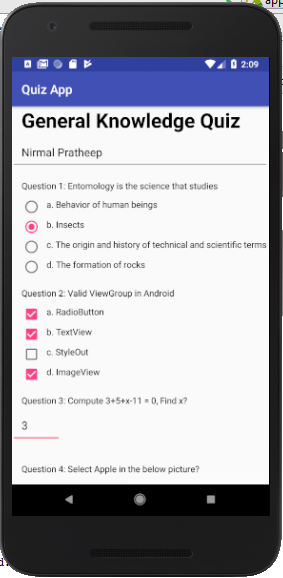 2:09
Quiz App
General Knowledge Quiz
Nirmal Pratheep
Question 1: Entomology is the science that studies
a. Behavior of human beings
b. Insects
c. The origin and history of technical and scientific terms
d. The formation of rocks
Question 2: Valid ViewGroup in Android
a. RadioButton
b. TextView
c. StyleOut
d. ImageView
Question 3: Compute 3+5+x-11 = 0, Find x?
3
Question 4: Select Apple in the below picture?